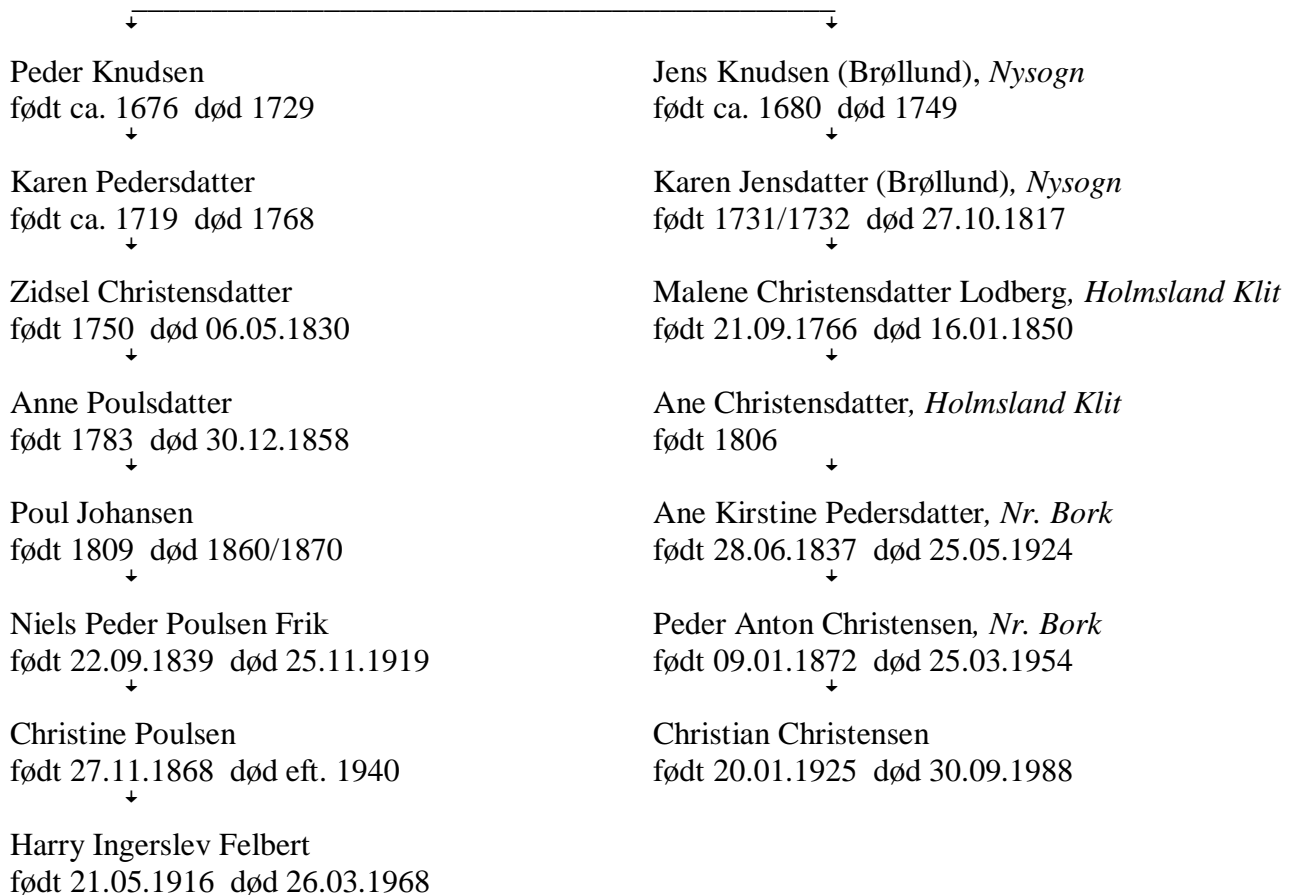 Peder Knudsen
født ca. 1676 død 1729
Karen Pedersdatter
født ca. 1719 død 1768
Zidsel Christensdatter
født 1750 død 06.05.1830
Anne Poulsdatter
født 1783 død 30.12.1858
Poul Johansen
født 1809 død 1860/1870
Niels Peder Poulsen Frik
født 22.09.1839 død 25.11.1919
Christine Poulsen
født 27.11.1868 død eft. 1940
Harry Ingerslev Felbert
født 21.05.1916 død 26.03.1968
Jens Knudsen (Brøllund), Nysogn
født ca. 1680 død 1749
Karen Jensdatter (Brøllund), Nysogn
født 1731/1732 død 27.10.1817
Malene Christensdatter Lodberg, Holmsland Klit
født 21.09.1766 død 16.01.1850
Ane Christensdatter, Holmsland Klit
født 1806
Ane Kirstine Pedersdatter, Nr. Bork
født 28.06.1837 død 25.05.1924
Peder Anton Christensen, Nr. Bork
født 09.01.1872 død 25.03.1954
Christian Christensen
født 20.01.1925 død 30.09.1988